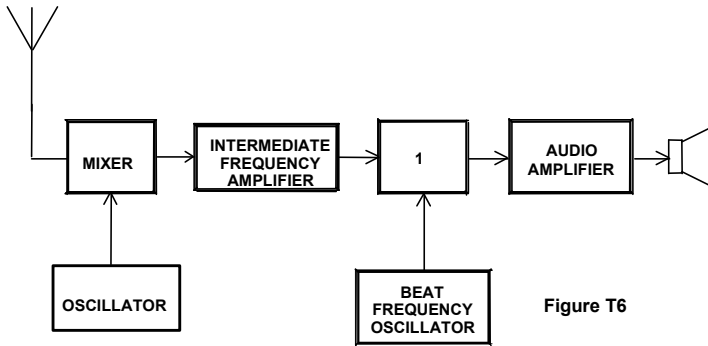 MIXER
INTERMEDIATE
FREQUENCY
AMPLIFIER
1
AUDIO
AMPLIFIER
OSCILLATOR
BEAT
FREQUENCY
OSCILLATOR
Figure T6